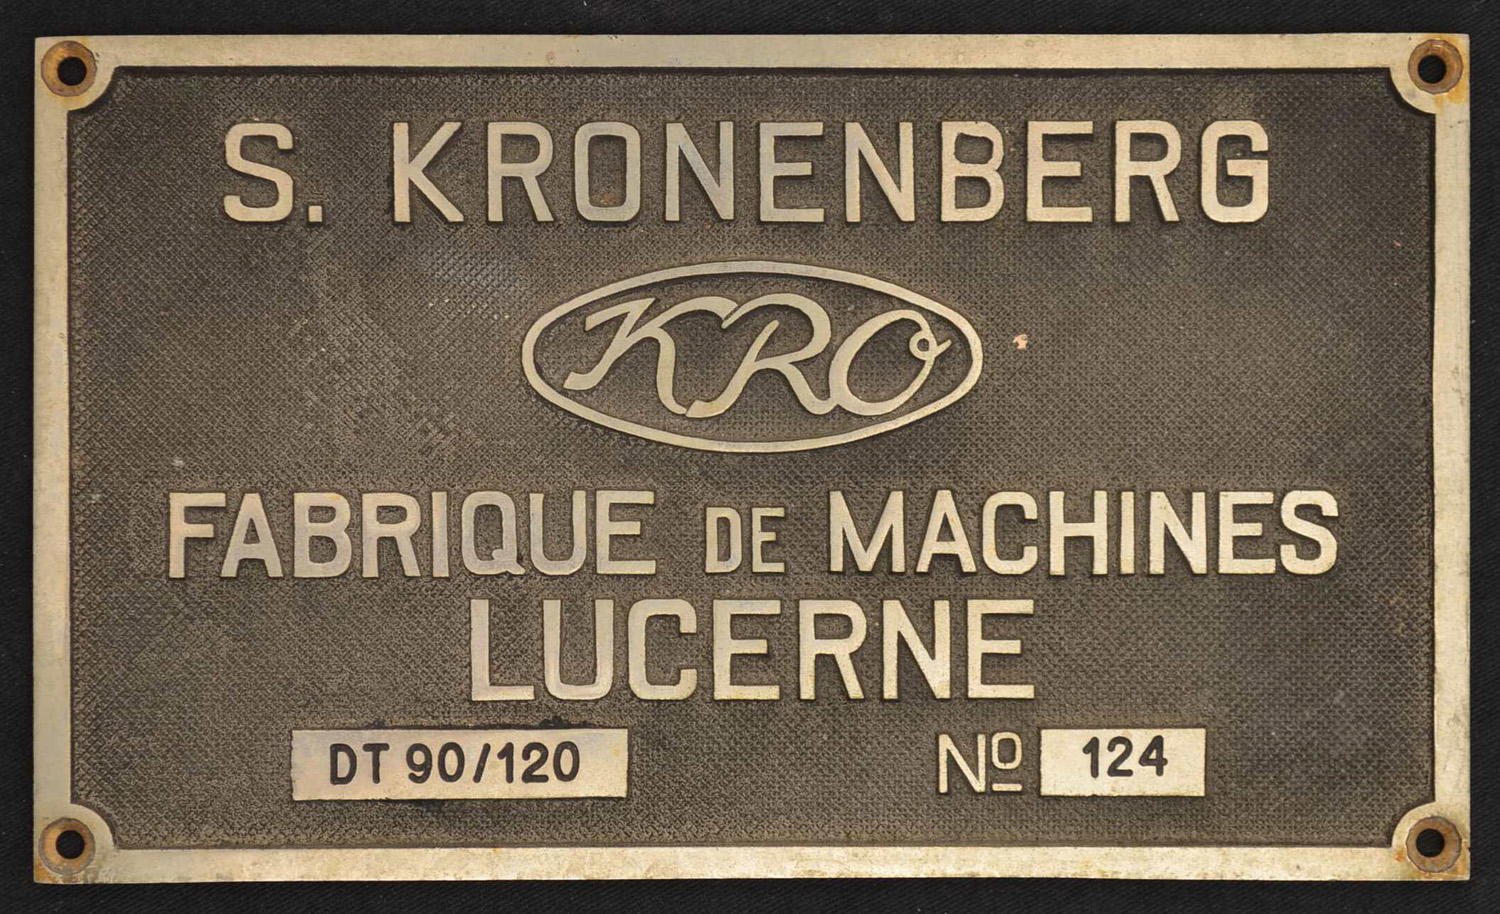 S. KRONENBERG
KRO
FABRIQUE DE MACHINES
LUCERNE
DT 90/120 Nº 124